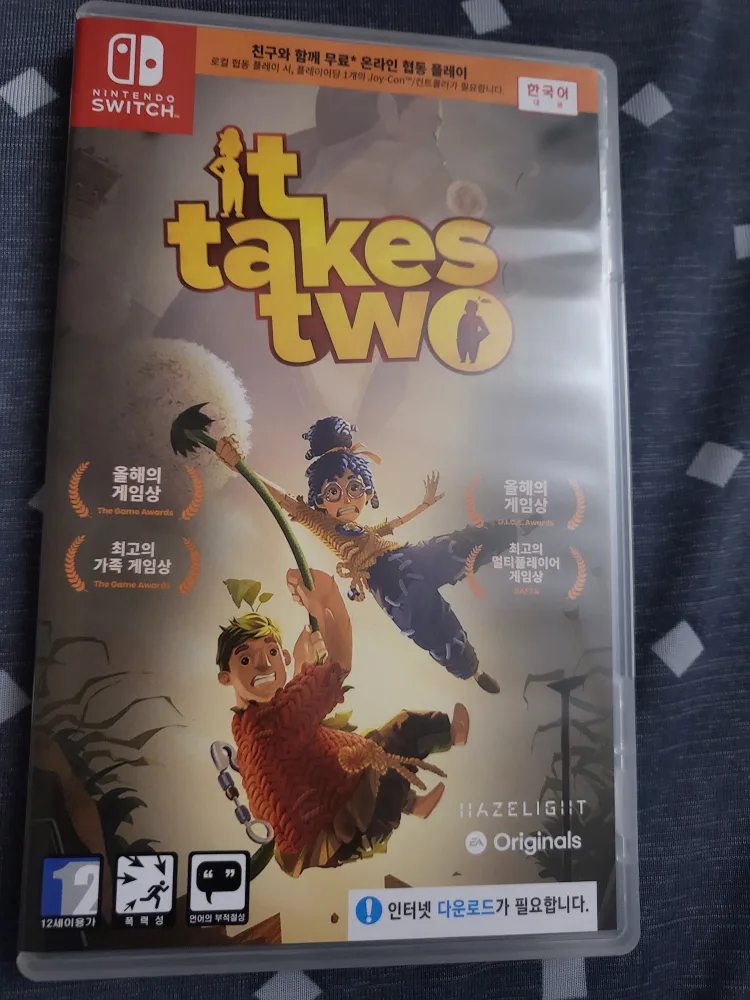 NINTENDO
SWITCH™
친구와 함께 무료* 온라인 협동 플레이
로컬 협동 플레이 시, 플레이어당 1개의 Joy-Con™/컨트롤러가 필요합니다.
한국어
대응
it
takes
two
올해의
게임상
The Game Awards
최고의
가족 게임상
The Game Awards
올해의
게임상
D.I.C.E. Awards
최고의
멀티플레이어
게임상
BAFTA
HAZELIGHT
EA Originals
12
12세이용가
폭력성
언어의 부적절성
! 인터넷 다운로드가 필요합니다.